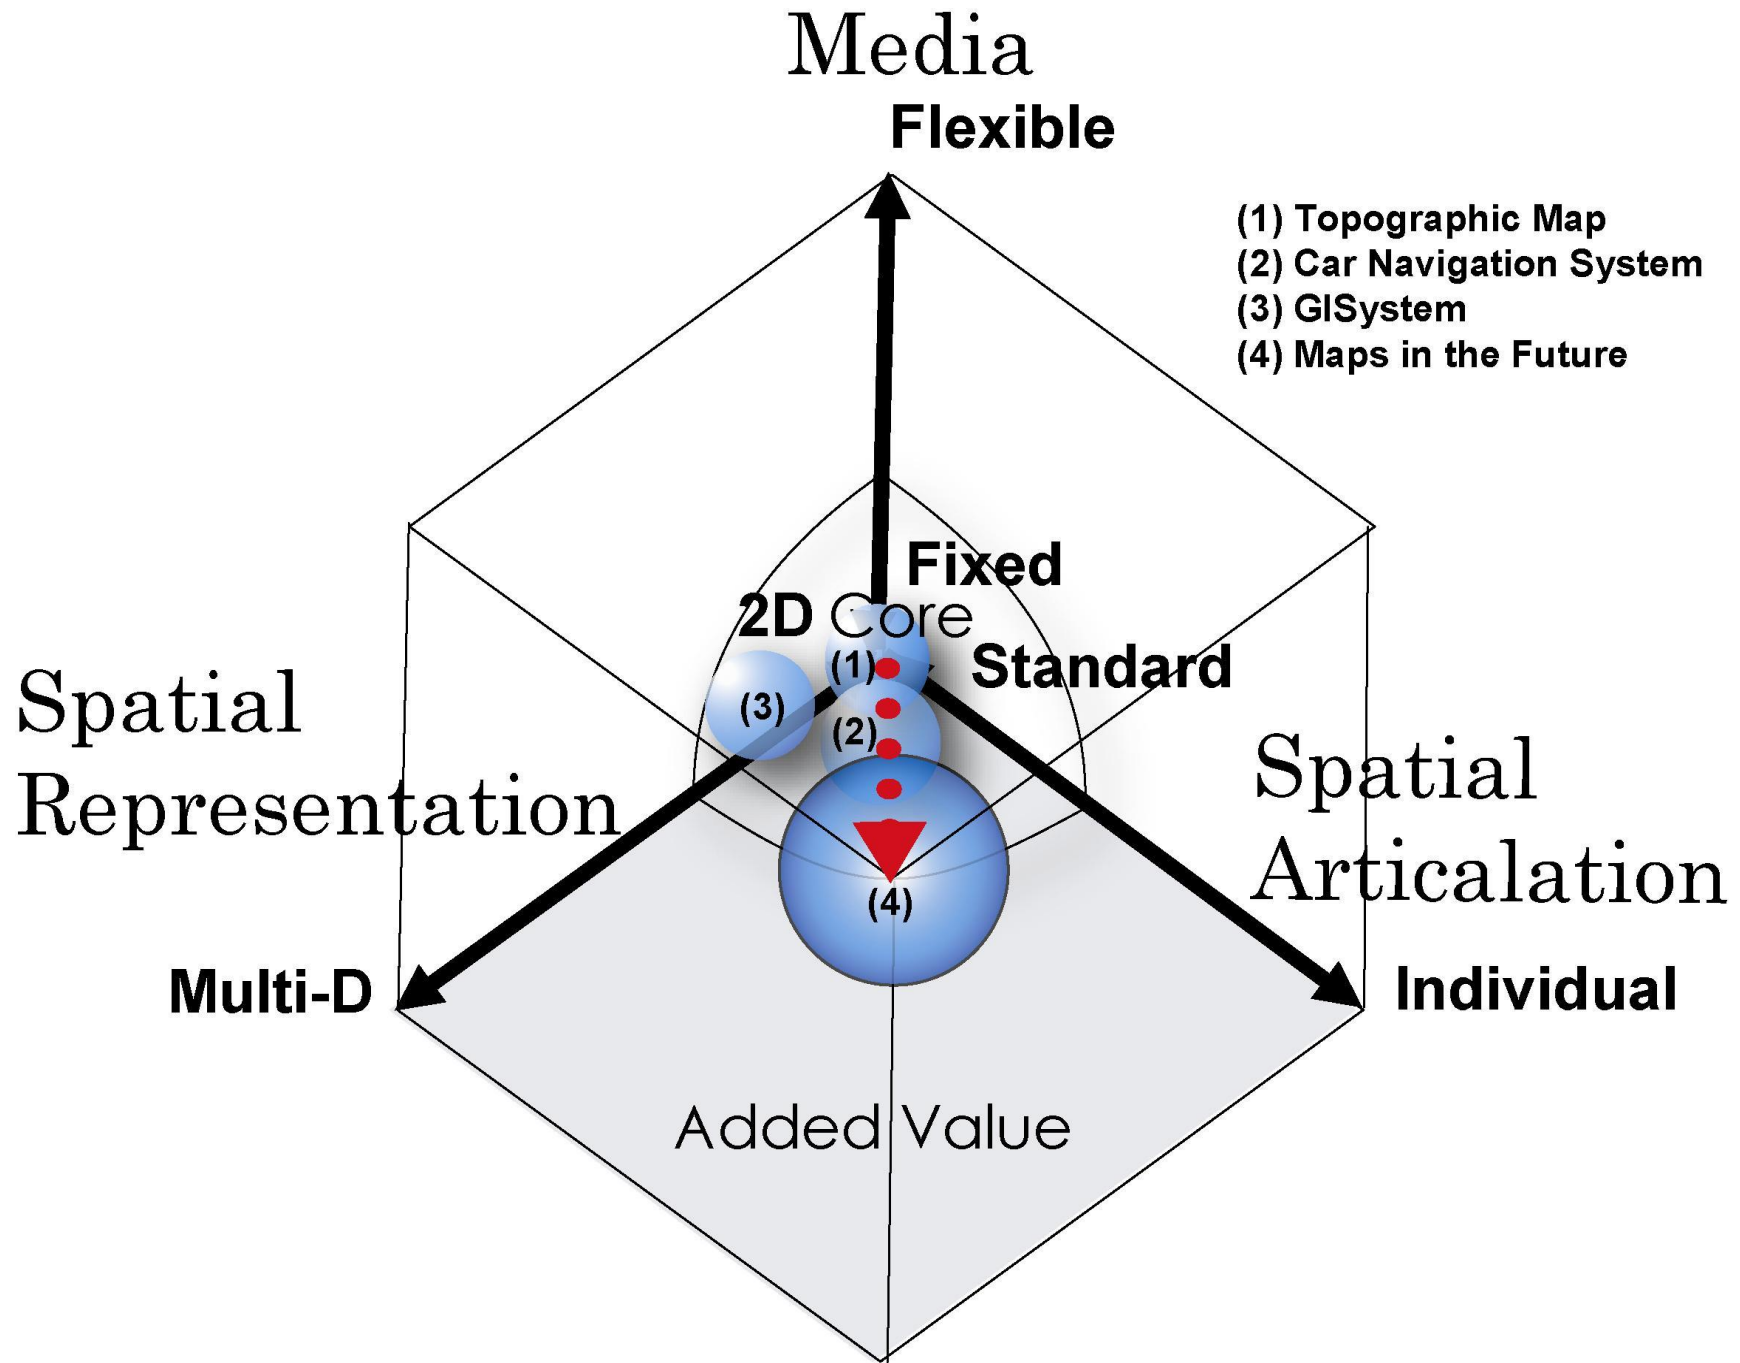 Media
Flexible
(1) Topographic Map
(2) Car Navigation System
(3) GISystem
(4) Maps in the Future
Fixed
2D Core
Standard
(1)
(3)
(2)
Spatial
Representation
Spatial
Articalation
(4)
Multi-D
Individual
Added Value